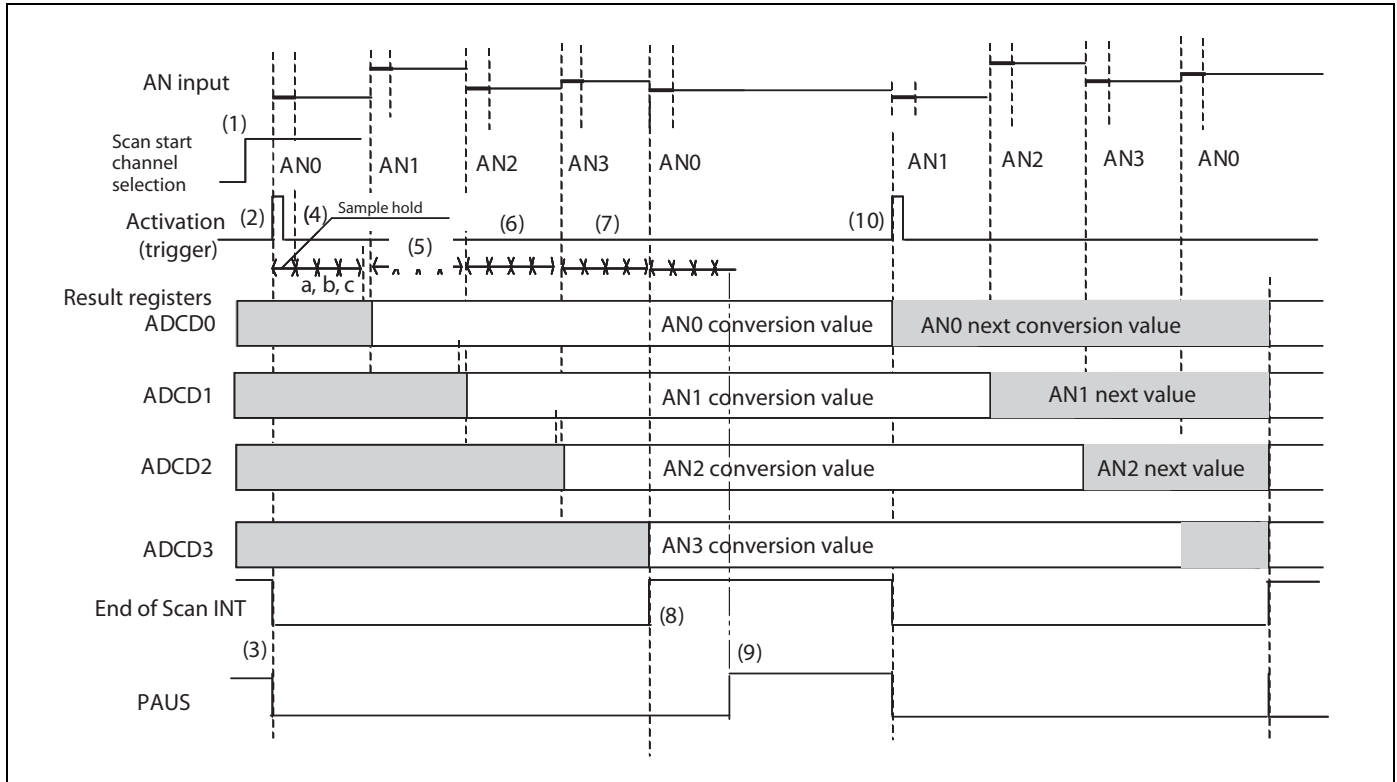 AN input
(1)
Scan start
channel
selection
AN0 AN1 AN2 AN3 AN0 AN1 AN2 AN3 AN0
Activation
(trigger)
(2) (4) Sample hold (5) (6) (7) (10)
a, b, c
Result registers
ADCD0 AN0 conversion value AN0 next conversion value
ADCD1 AN1 conversion value AN1 next value
ADCD2 AN2 conversion value AN2 next value
ADCD3 AN3 conversion value
End of Scan INT (8)
(3) (9)
PAUS